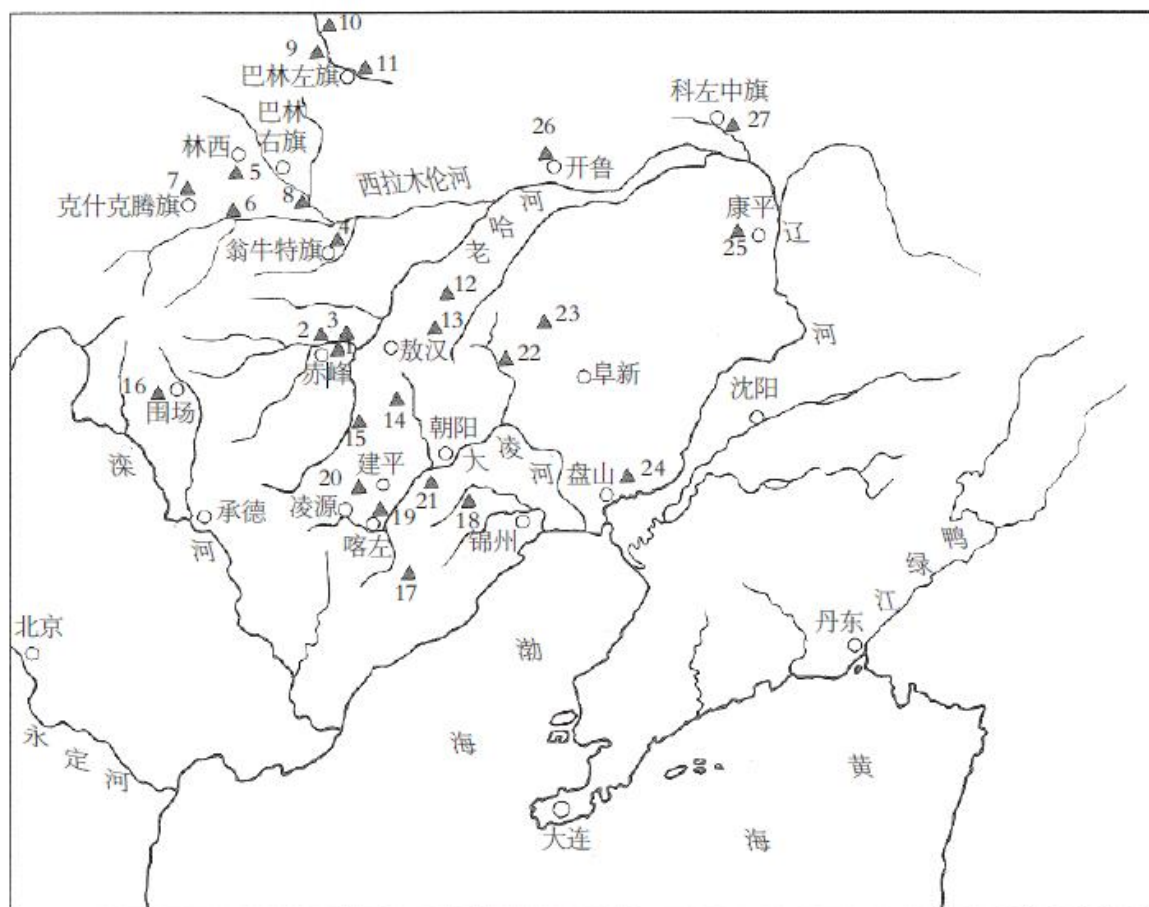 10
9
11
巴林左旗
科左中旗
27
巴林
右旗
林西
26
开鲁
5
7
西拉木伦河
克什克腾旗
6
8
康平
25
辽
河
4
翁牛特旗
老
哈
河
12
13
23
2
3
1
赤峰
敖汉
22
阜新
16
围场
14
15
沈阳
滦
河
朝阳
大
凌
河
建平
盘山
24
20
21
凌源
19
18
承德
喀左
锦州
17
鸭
绿
江
丹东
北京
渤
海
永
定
河
黄
海
大连